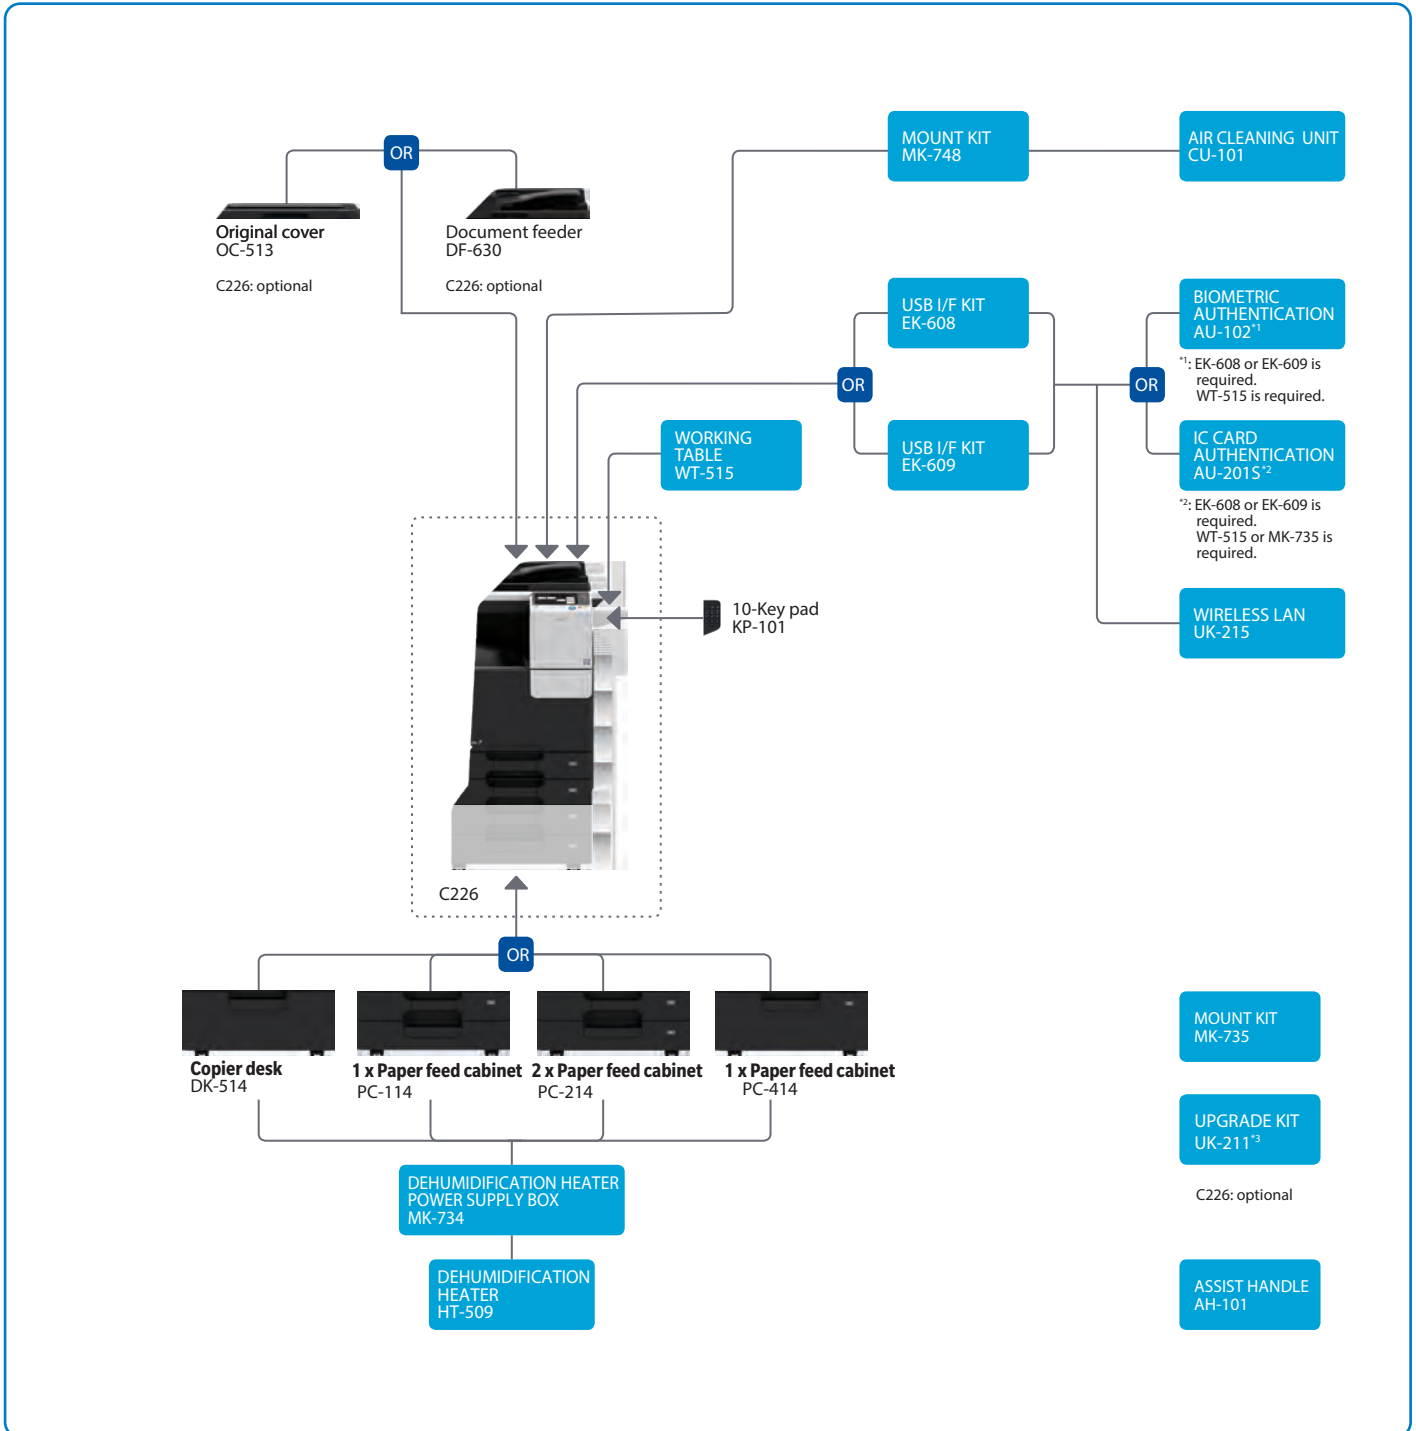 OR
Original cover
OC-513
C226: optional
Document feeder
DF-630
C226: optional
MOUNT KIT
MK-748
AIR CLEANING UNIT
CU-101
USB I/F KIT
EK-608
OR
USB I/F KIT
EK-609
BIOMETRIC
AUTHENTICATION
AU-102*1
*1: EK-608 or EK-609 is
required.
WT-515 is required.
OR
IC CARD
AUTHENTICATION
AU-201S*2
*2: EK-608 or EK-609 is
required.
WT-515 or MK-735 is
required.
WORKING
TABLE
WT-515
10-Key pad
KP-101
WIRELESS LAN
UK-215
C226
OR
Copier desk
DK-514
1 x Paper feed cabinet
PC-114
2 x Paper feed cabinet
PC-214
1 x Paper feed cabinet
PC-414
DEHUMIDIFICATION HEATER
POWER SUPPLY BOX
MK-734
DEHUMIDIFICATION
HEATER
HT-509
MOUNT KIT
MK-735
UPGRADE KIT
UK-211*3
C226: optional
ASSIST HANDLE
AH-101